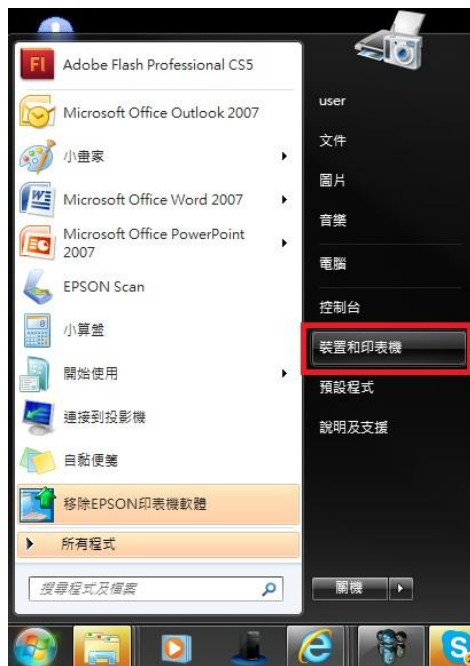 Fl
Adobe Flash Professional CS5
Microsoft Office Outlook 2007
小畫家
Microsoft Office Word 2007
Microsoft Office PowerPoint
2007
EPSON Scan
小算盤
開始使用
連接到投影機
自黏便箋
移除EPSON印表機軟體
所有程式
搜尋程式及檔案
user
文件
圖片
音樂
電腦
控制台
裝置和印表機
預設程式
說明及支援
關機